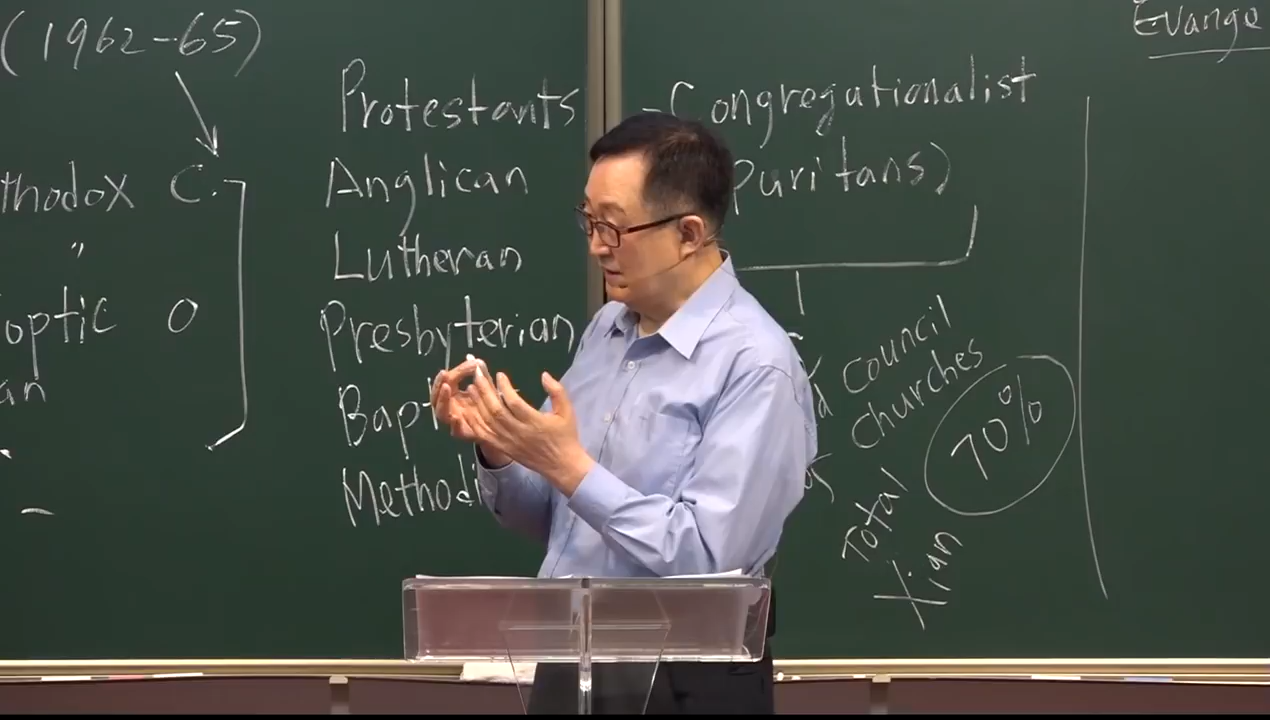 (1962-65)
thodox C.
"
optic O
an
Protestants
Anglican
Lutheran
Presbyterian
Bap
Methodi
- Congregationalist
Puritans)
Council
Churches
70%
Total
Xian
Evange